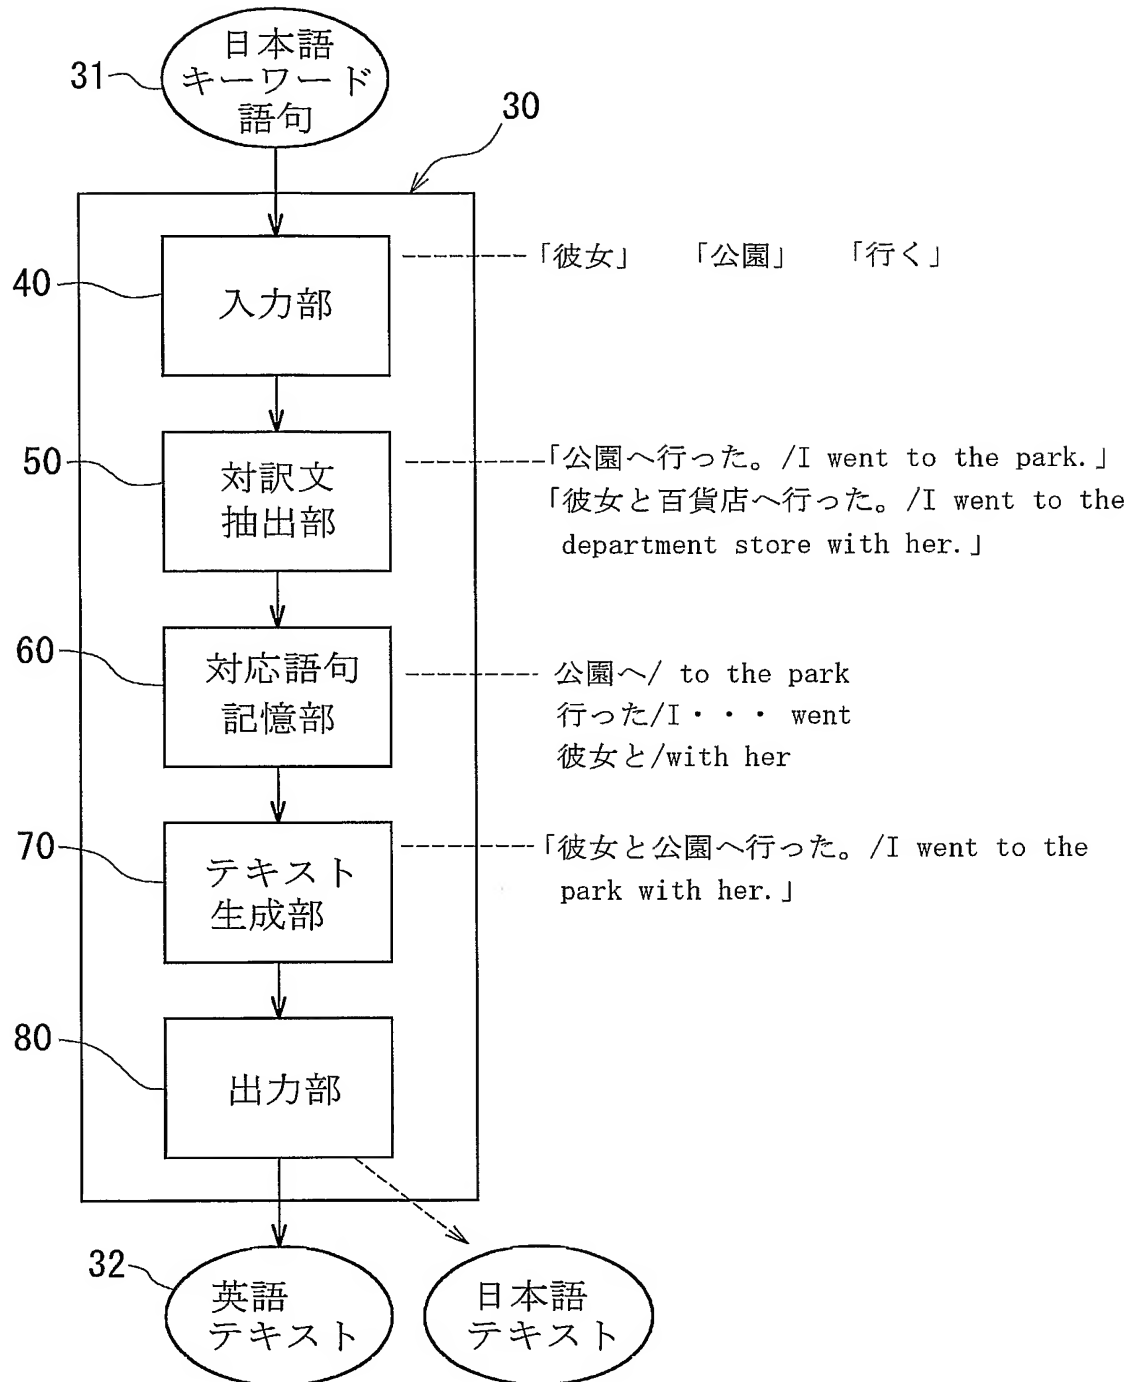 日本語
キーワード
語句
31
30
40
入力部
「彼女」 「公園」 「行く」
50
対訳文
抽出部
「公園へ行った。/I went to the park.」
「彼女と百貨店へ行った。/I went to the
department store with her.」
60
対応語句
記憶部
公園へ/ to the park
行った/I・・・ went
彼女と/with her
70
テキスト
生成部
「彼女と公園へ行った。/I went to the
park with her.」
80
出力部
32
英語
テキスト
日本語
テキスト